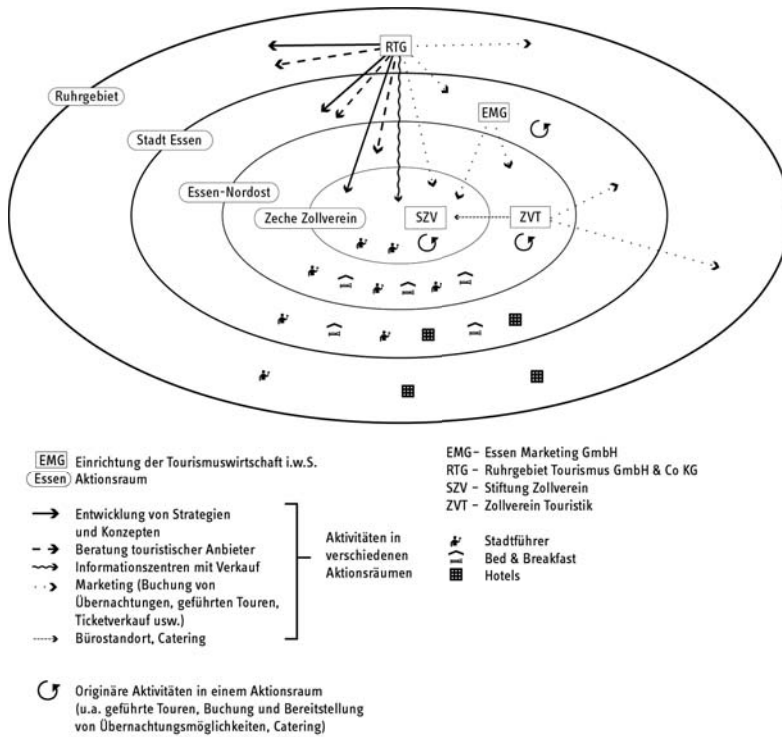 RTG
Ruhrgebiet
EMG
Stadt Essen
Essen-Nordost
Zeche Zollverein
SZV
ZVT
EMG Einrichtung der Tourismuswirtschaft i.w.S.
Essen Aktionsraum
Entwicklung von Strategien
und Konzepten
Beratung touristischer Anbieter
Informationszentren mit Verkauf
Marketing (Buchung von
Übernachtungen, geführten Touren,
Ticketverkauf usw.)
Bürostandort, Catering
Aktivitäten in
verschiedenen
Aktionsräumen
Originäre Aktivitäten in einem Aktionsraum
(u.a. geführte Touren, Buchung und Bereitstellung
von Übernachtungsmöglichkeiten, Catering)
EMG – Essen Marketing GmbH
RTG – Ruhrgebiet Tourismus GmbH & Co KG
SZV – Stiftung Zollverein
ZVT – Zollverein Touristik
Stadtführer
Bed & Breakfast
Hotels